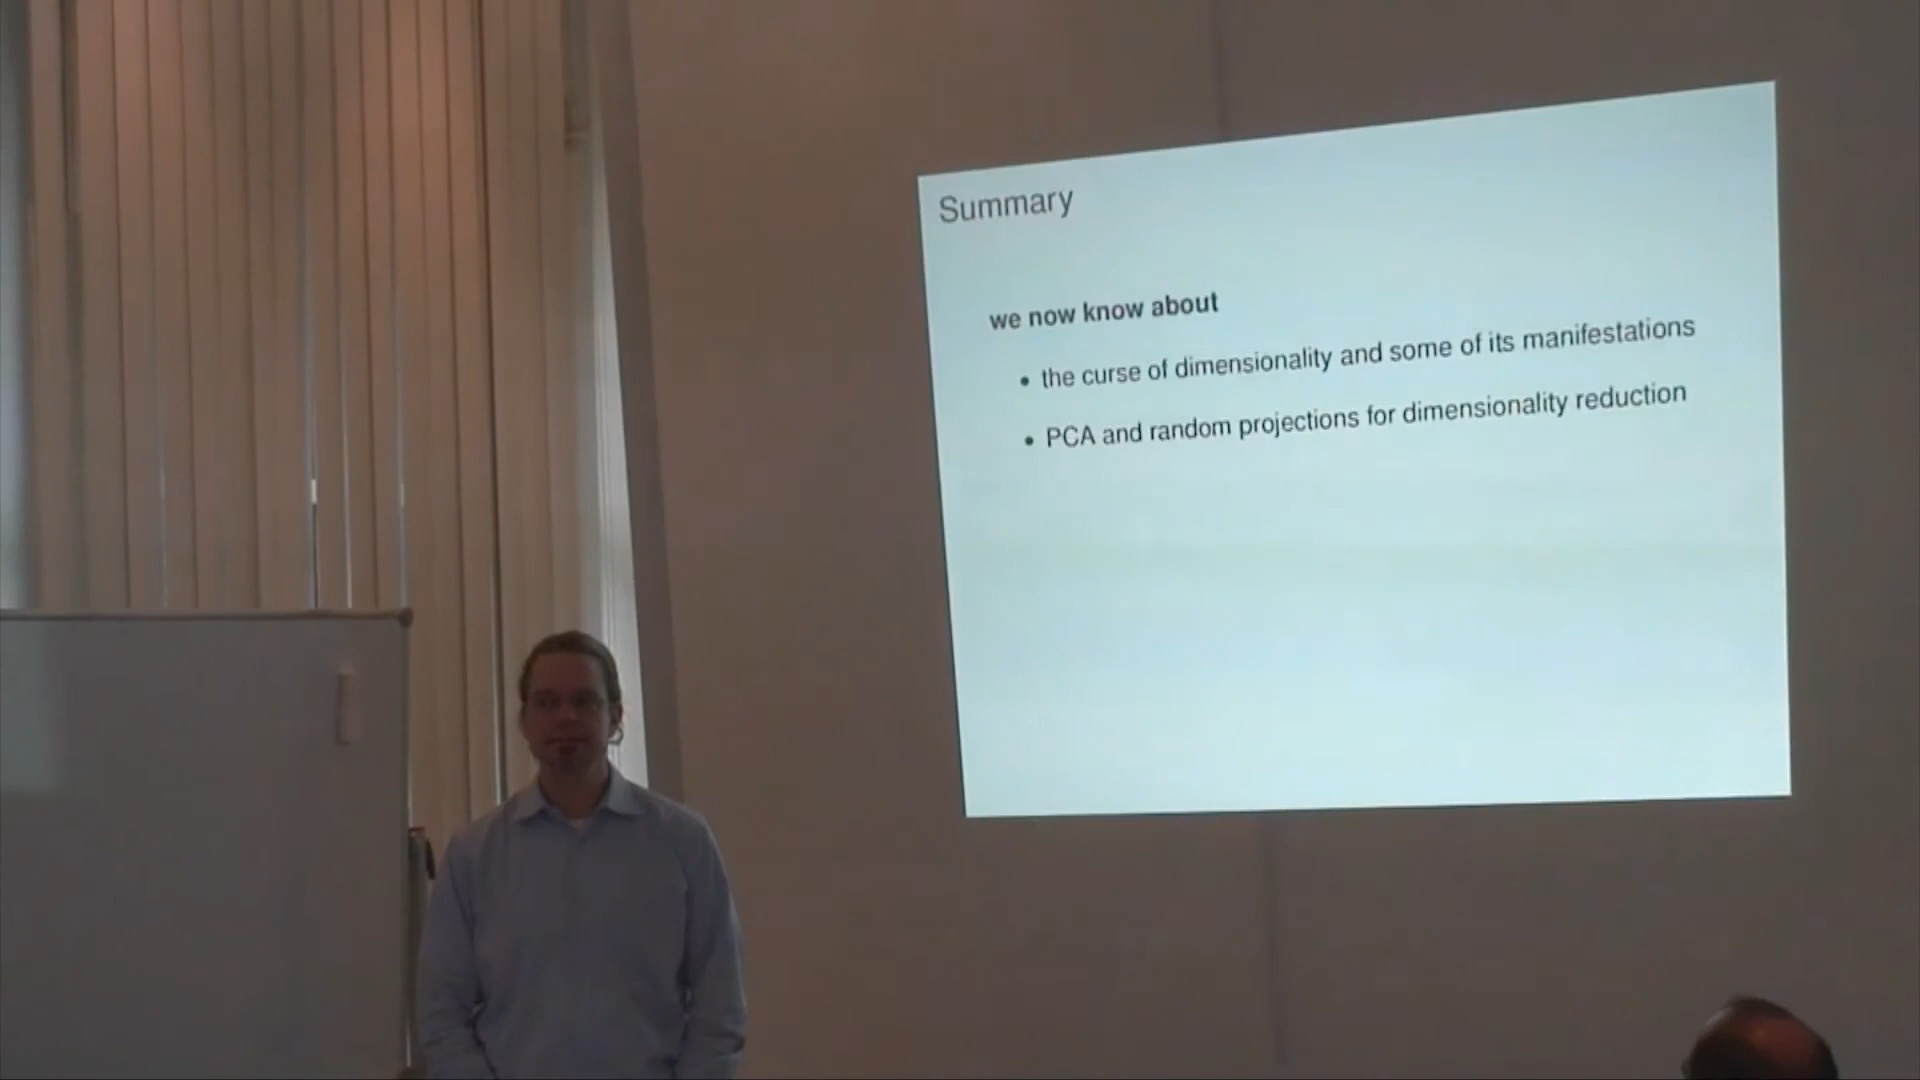 Summary
we now know about
• the curse of dimensionality and some of its manifestations
• PCA and random projections for dimensionality reduction